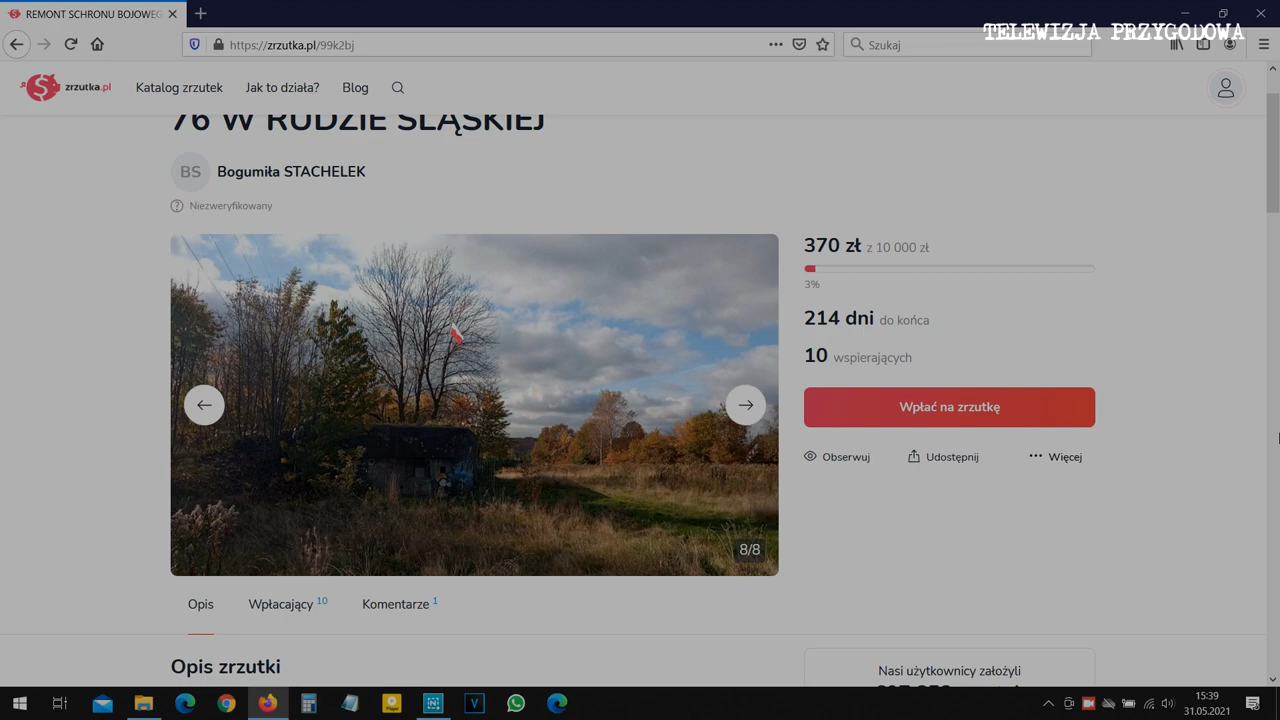 REMONT SCHRONU BOJOWEG
TELEWIZJA PRZYGODOWA
https://zrzutka.pl/99k2bj
Szukaj
zrzutka.pl
Katalog zrzutek
Jak to działa?
Blog
76 W RUDZIE ŚLĄSKIEJ
BS
Bogumiła STACHELEK
Niezweryfikowany
370 zł z 10 000 zł
3%
214 dni do końca
10 wspierających
Wpłać na zrzutkę
Obserwuj
Udostępnij
Więcej
8/8
Opis
Wpłacający 10
Komentarze 1
Opis zrzutki
Nasi użytkownicy założyli
15:39
31.05.2021